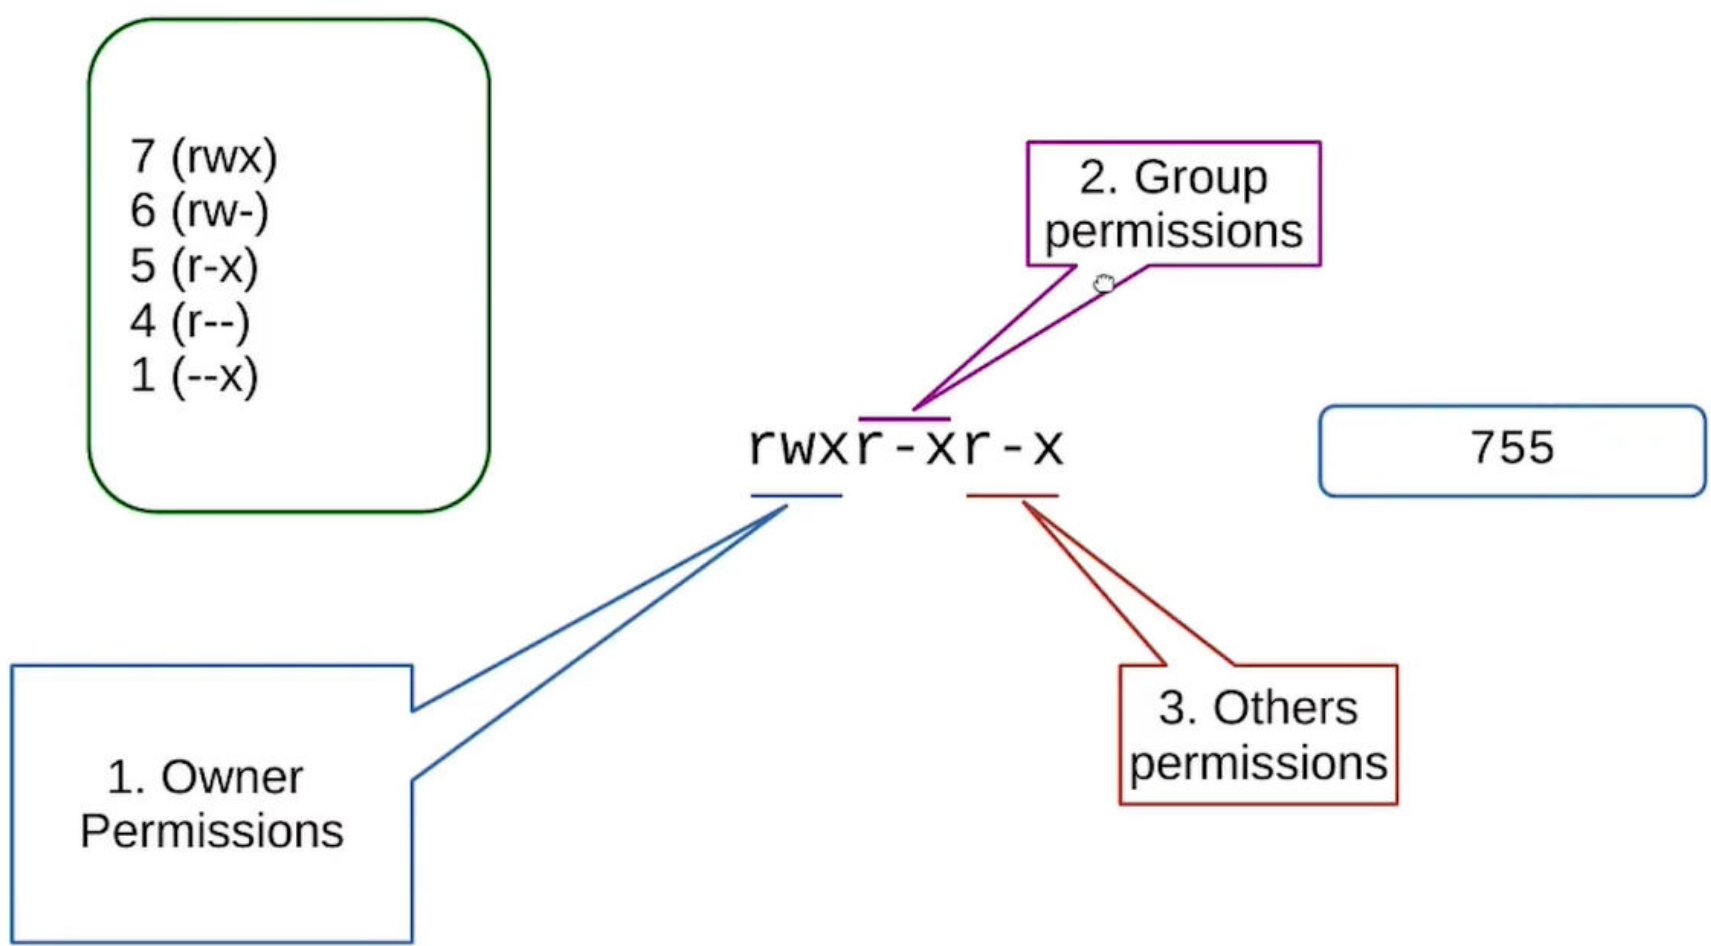 7 (rwx)
6 (rw-)
5 (r-x)
4 (r--)
1 (--x)
2. Group
permissions
rwxr-xr-x
755
1. Owner
Permissions
3. Others
permissions